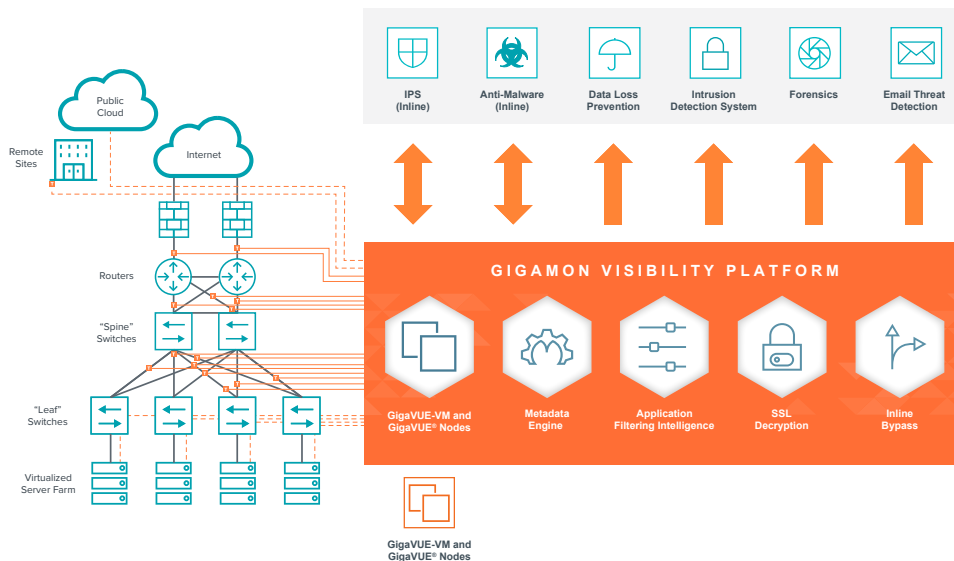 Public
Cloud
Remote
Sites
Internet
Routers
“Spine”
Switches
“Leaf”
Switches
Virtualized
Server Farm
IPS
(Inline)
Anti-Malware
(Inline)
Data Loss
Prevention
Intrusion
Detection System
Forensics
Email Threat
Detection
GIGAMON VISIBILITY PLATFORM
GigaVUE-VM and
GigaVUE® Nodes
Metadata
Engine
Application
Filtering Intelligence
SSL
Decryption
Inline
Bypass
GigaVUE-VM and
GigaVUE® Nodes